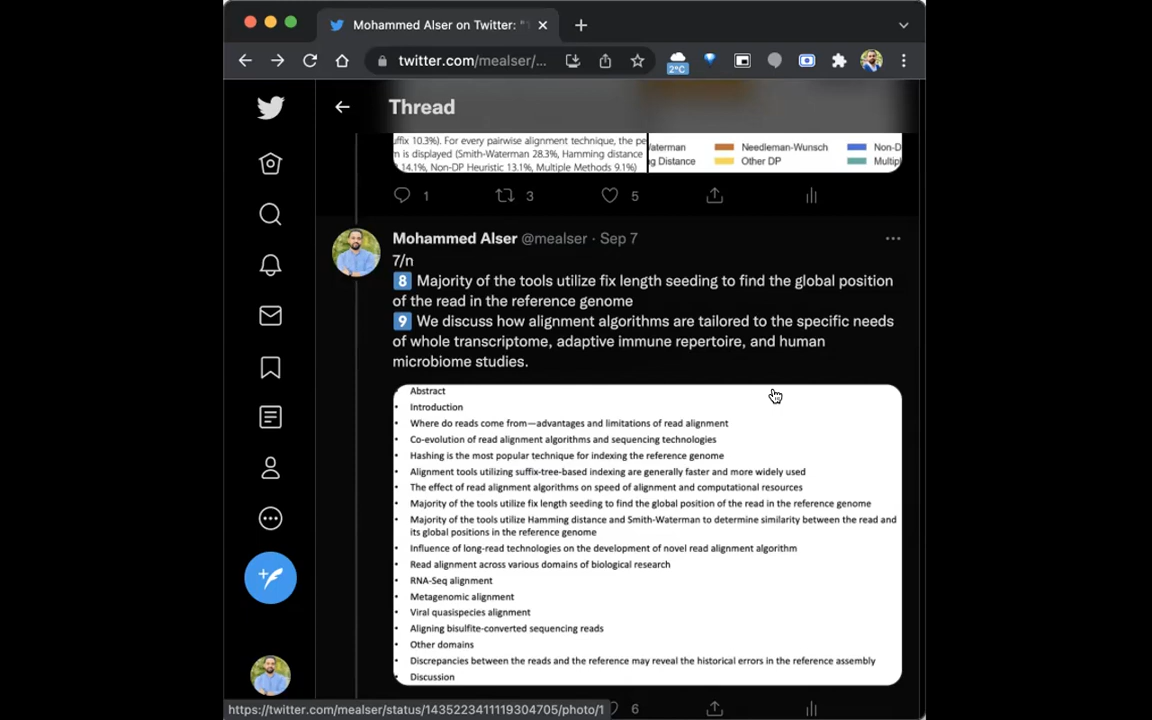 Mohammed Alser on Twitter: "1
twitter.com/mealser/...
2°C
Thread
uffix 10.3%). For every pairwise alignment technique, the pe
n is displayed (Smith-Waterman 28.3%, Hamming distance
14.1%, Non-DP Heuristic 13.1%, Multiple Methods 9.1%)
aterman Needleman-Wunsch Non-D
g Distance Other DP Multipl
1 3 5
Mohammed Alser @mealser · Sep 7
7/n
8 Majority of the tools utilize fix length seeding to find the global position
of the read in the reference genome
9 We discuss how alignment algorithms are tailored to the specific needs
of whole transcriptome, adaptive immune repertoire, and human
microbiome studies.
• Abstract
• Introduction
• Where do reads come from—advantages and limitations of read alignment
• Co-evolution of read alignment algorithms and sequencing technologies
• Hashing is the most popular technique for indexing the reference genome
• Alignment tools utilizing suffix-tree-based indexing are generally faster and more widely used
• The effect of read alignment algorithms on speed of alignment and computational resources
• Majority of the tools utilize fix length seeding to find the global position of the read in the reference genome
• Majority of the tools utilize Hamming distance and Smith-Waterman to determine similarity between the read and
its global positions in the reference genome
• Influence of long-read technologies on the development of novel read alignment algorithm
• Read alignment across various domains of biological research
• RNA-Seq alignment
• Metagenomic alignment
• Viral quasispecies alignment
• Aligning bisulfite-converted sequencing reads
• Other domains
• Discrepancies between the reads and the reference may reveal the historical errors in the reference assembly
• Discussion
https://twitter.com/mealser/status/1435223411119304705/photo/1
6